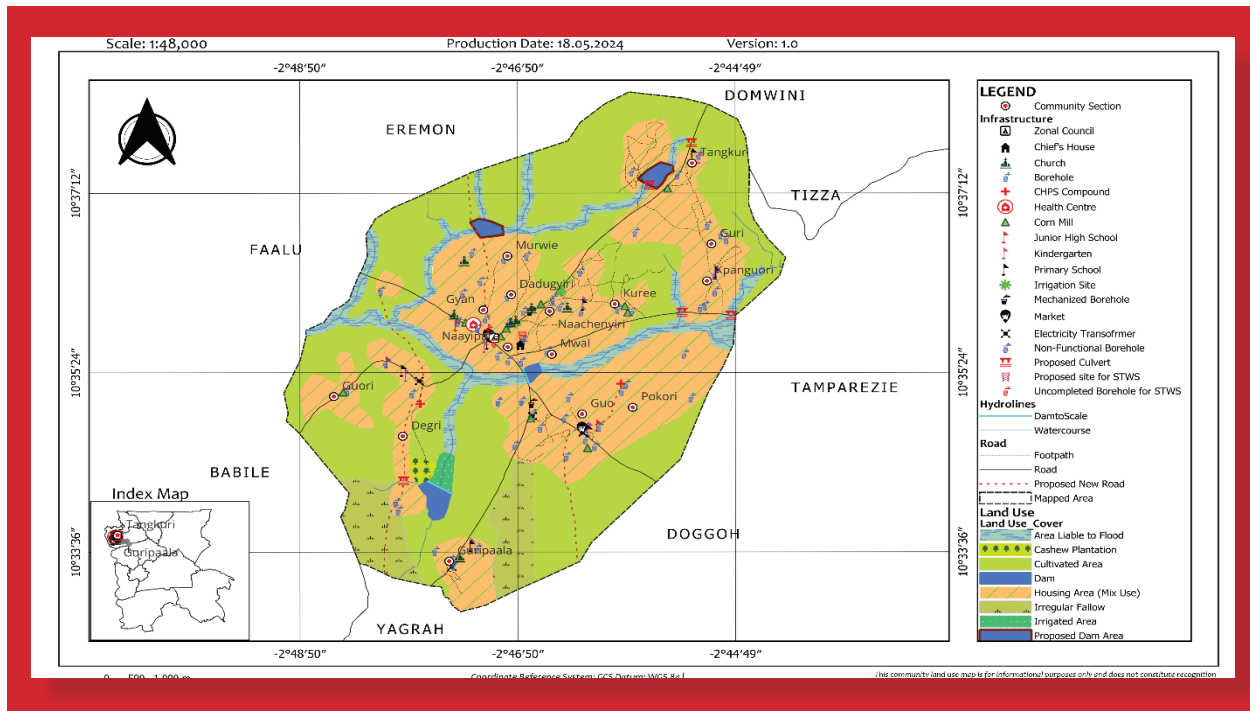 Scale: 1:48,000 Production Date: 18.05.2024 Version: 1.0
-2°48′50″ -2°46′50″ -2°44′49″
DOMWINI
EREMON
Tangkuri
10°37′12″ 10°37′12″
TIZZA
FAALU
Guri
Murwie
Kpanguori
Dadugyiri
Kuree
Gyan
Naachenyiri
Mwal
10°35′24″ 10°35′24″
TAMPAREZIE
Guori
Guo Pokori
Degri
BABILE
DOGGOH
10°33′36″ 10°33′36″
Guripaala
YAGRAH
Index Map
Tangkuri
Guripaala
-2°48′50″ -2°46′50″ -2°44′49″
LEGEND
Community Section
Infrastructure
Zonal Council
Chief's House
Church
Borehole
CHPS Compound
Health Centre
Corn Mill
Junior High School
Kindergarten
Primary School
Irrigation Site
Mechanized Borehole
Market
Electricity Transofrmer
Non-Functional Borehole
Proposed Culvert
Proposed site for STWS
Uncompleted Borehole for STWS
Hydrolines
DamtoScale
Watercourse
Road
Footpath
Road
Proposed New Road
Mapped Area
Land Use
Land Use Cover
Area Liable to Flood
Cashew Plantation
Cultivated Area
Dam
Housing Area (Mix Use)
Irregular Fallow
Irrigated Area
Proposed Dam Area
0 500 1,000 m
Coordinate Reference System: GCS Datum: WGS 84
This community land use map is for informational purposes only and does not constitute recognition